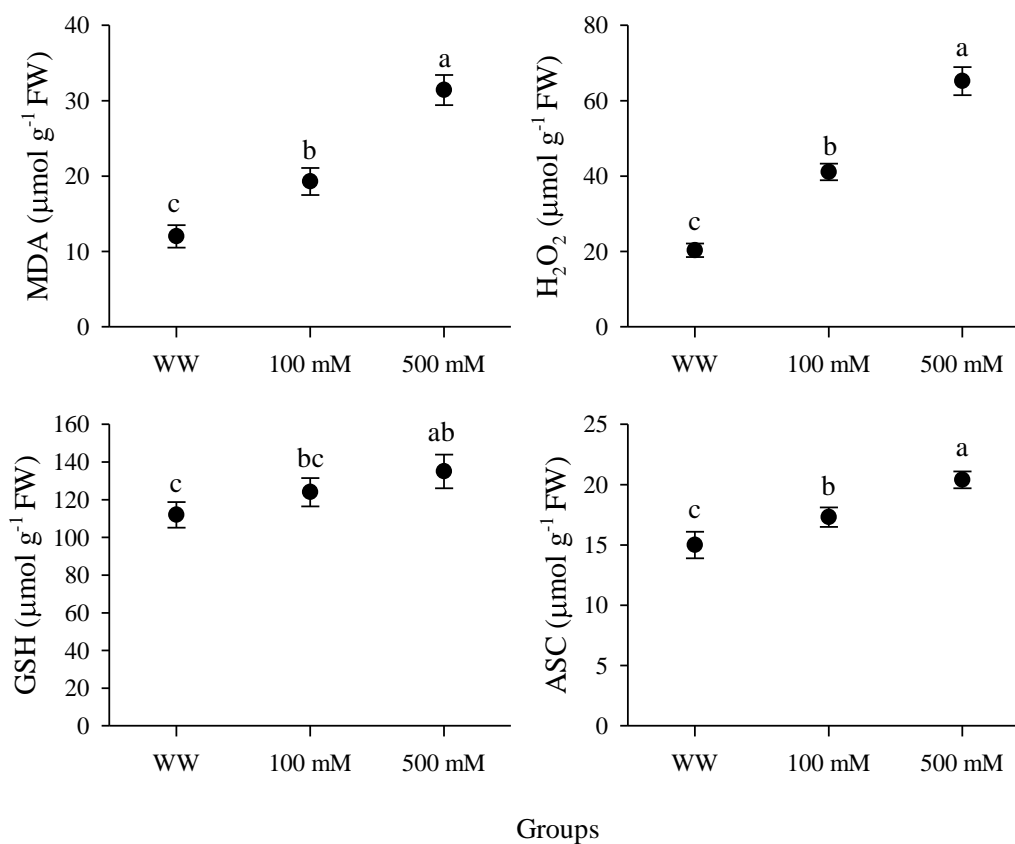 MDA (µmol g⁻¹ FW)
40
30
20
10
0
c
b
a
WW
100 mM
500 mM
H₂O₂ (µmol g⁻¹ FW)
80
60
40
20
0
c
b
a
WW
100 mM
500 mM
GSH (µmol g⁻¹ FW)
160
140
120
100
80
60
40
20
0
c
bc
ab
WW
100 mM
500 mM
ASC (µmol g⁻¹ FW)
25
20
15
10
5
0
c
b
a
WW
100 mM
500 mM
Groups